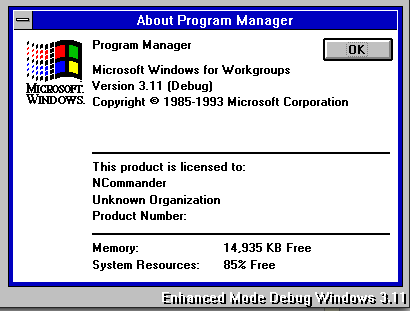 About Program Manager
Program Manager
OK
Microsoft Windows for Workgroups
Version 3.11 (Debug)
Copyright © 1985-1993 Microsoft Corporation
MICROSOFT.
WINDOWS.
This product is licensed to:
NCommander
Unknown Organization
Product Number:
Memory: 14,935 KB Free
System Resources: 85% Free
Enhanced Mode Debug Windows 3.11